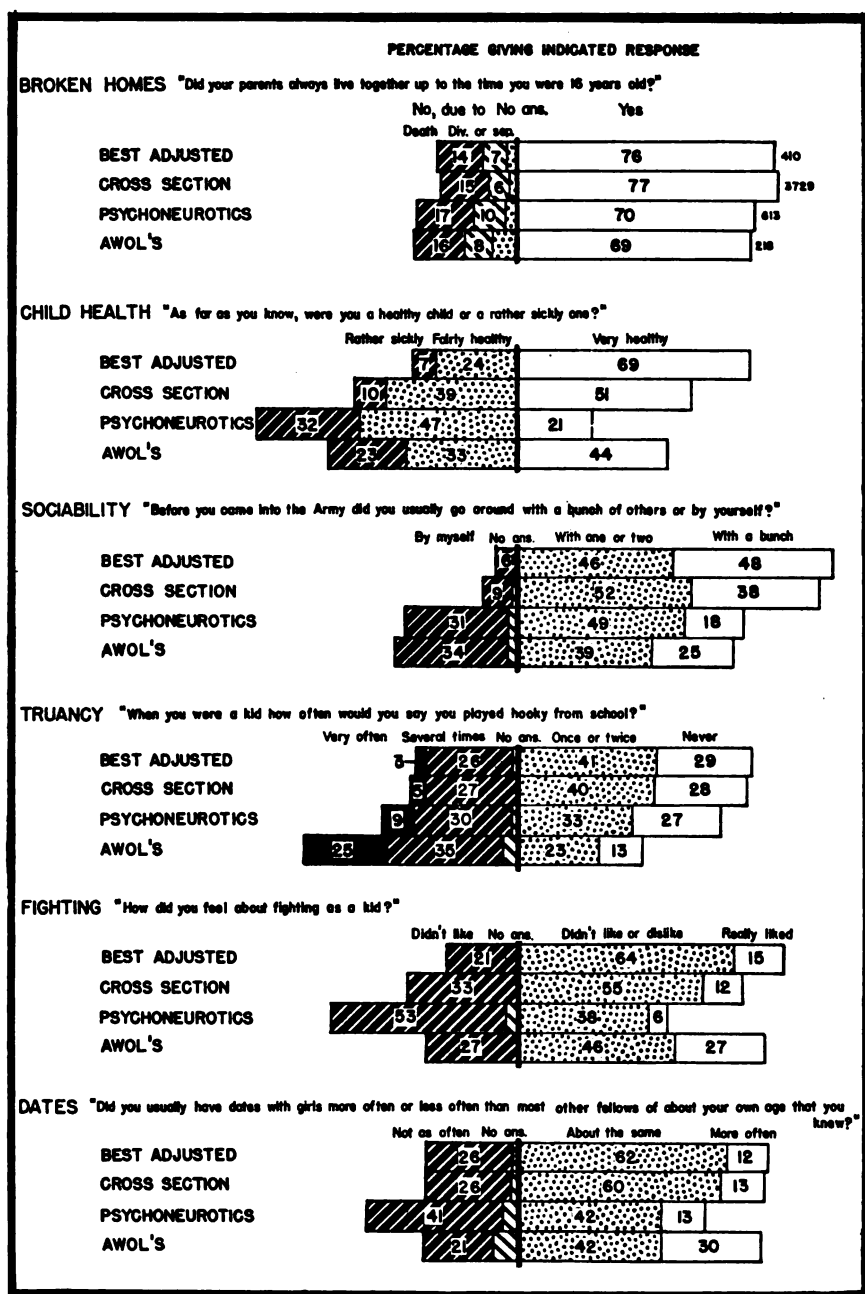 PERCENTAGE GIVING INDICATED RESPONSE
BROKEN HOMES "Did your parents always live together up to the time you were 16 years old?"
No, due to No ans. Yes
Death Div. or sep.
BEST ADJUSTED 14 7 76 410
CROSS SECTION 15 6 77 3729
PSYCHONEUROTICS 17 10 70 613
AWOL'S 16 8 69 218
CHILD HEALTH "As far as you know, were you a healthy child or a rather sickly one?"
Rather sickly Fairly healthy Very healthy
BEST ADJUSTED 7 24 69
CROSS SECTION 10 39 51
PSYCHONEUROTICS 32 47 21
AWOL'S 23 33 44
SOCIABILITY "Before you came into the Army did you usually go around with a bunch of others or by yourself?"
By myself No ans. With one or two With a bunch
BEST ADJUSTED 6 46 48
CROSS SECTION 9 52 38
PSYCHONEUROTICS 31 49 18
AWOL'S 34 39 25
TRUANCY "When you were a kid how often would you say you played hooky from school?"
Very often Several times No ans. Once or twice Never
BEST ADJUSTED 3 26 41 29
CROSS SECTION 5 27 40 28
PSYCHONEUROTICS 9 30 33 27
AWOL'S 25 35 23 13
FIGHTING "How did you feel about fighting as a kid?"
Didn't like No ans. Didn't like or dislike Really liked
BEST ADJUSTED 21 64 15
CROSS SECTION 33 55 12
PSYCHONEUROTICS 53 38 6
AWOL'S 27 46 27
DATES "Did you usually have dates with girls more often or less often than most other fellows of about your own age that you
knew?"
Not as often No ans. About the same More often
BEST ADJUSTED 26 62 12
CROSS SECTION 26 60 13
PSYCHONEUROTICS 41 42 13
AWOL'S 21 42 30